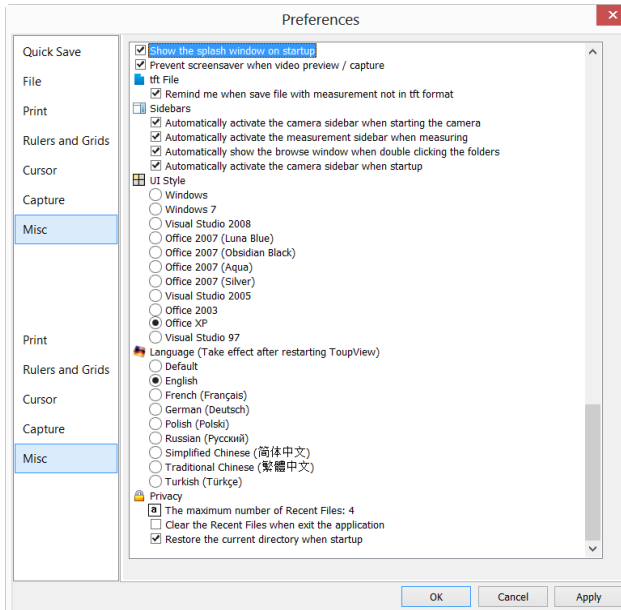 Preferences
Quick Save
File
Print
Rulers and Grids
Cursor
Capture
Misc
Print
Rulers and Grids
Cursor
Capture
Misc
Show the splash window on startup
Prevent screensaver when video preview / capture
tft File
Remind me when save file with measurement not in tft format
Sidebars
Automatically activate the camera sidebar when starting the camera
Automatically activate the measurement sidebar when measuring
Automatically show the browse window when double clicking the folders
Automatically activate the camera sidebar when startup
UI Style
Windows
Windows 7
Visual Studio 2008
Office 2007 (Luna Blue)
Office 2007 (Obsidian Black)
Office 2007 (Aqua)
Office 2007 (Silver)
Visual Studio 2005
Office 2003
Office XP
Visual Studio 97
Language (Take effect after restarting ToupView)
Default
English
French (Français)
German (Deutsch)
Polish (Polski)
Russian (Русский)
Simplified Chinese (简体中文)
Traditional Chinese (繁體中文)
Turkish (Türkçe)
Privacy
a The maximum number of Recent Files: 4
Clear the Recent Files when exit the application
Restore the current directory when startup
OK Cancel Apply